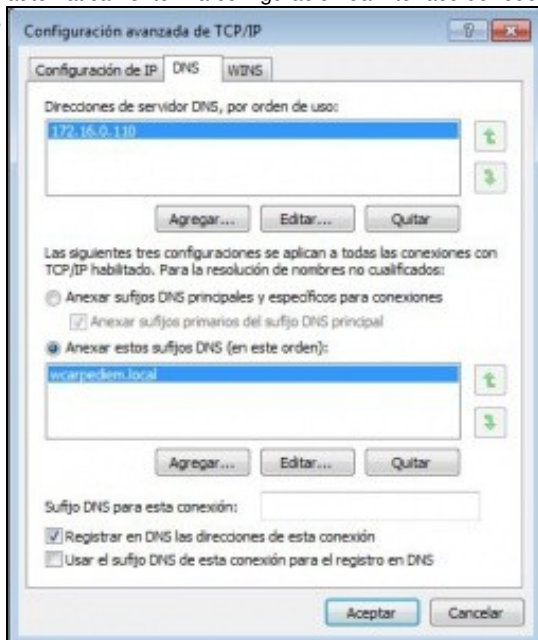 Configuración avanzada de TCP/IP
Configuración de IP DNS WINS
Direcciones de servidor DNS, por orden de uso:
172.16.0.110
Agregar... Editar... Quitar
Las siguientes tres configuraciones se aplican a todas las conexiones con
TCP/IP habilitado. Para la resolución de nombres no cualificados:
Anexar sufijos DNS principales y específicos para conexiones
Anexar sufijos primarios del sufijo DNS principal
Anexar estos sufijos DNS (en este orden):
wcarpediem.local
Agregar... Editar... Quitar
Sufijo DNS para esta conexión:
Registrar en DNS las direcciones de esta conexión
Usar el sufijo DNS de esta conexión para el registro en DNS
Aceptar Cancelar